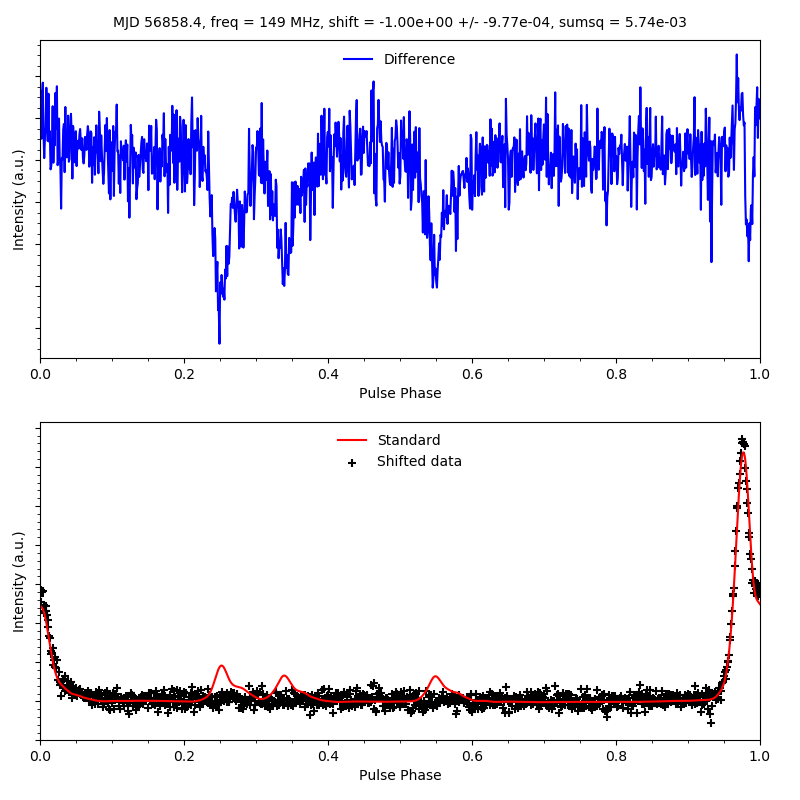 MJD 56858.4, freq = 149 MHz, shift = -1.00e+00 +/- -9.77e-04, sumsq = 5.74e-03
Difference
Intensity (a.u.)
0.0 0.2 0.4 0.6 0.8 1.0
Pulse Phase
Standard
Shifted data
Intensity (a.u.)
0.0 0.2 0.4 0.6 0.8 1.0
Pulse Phase